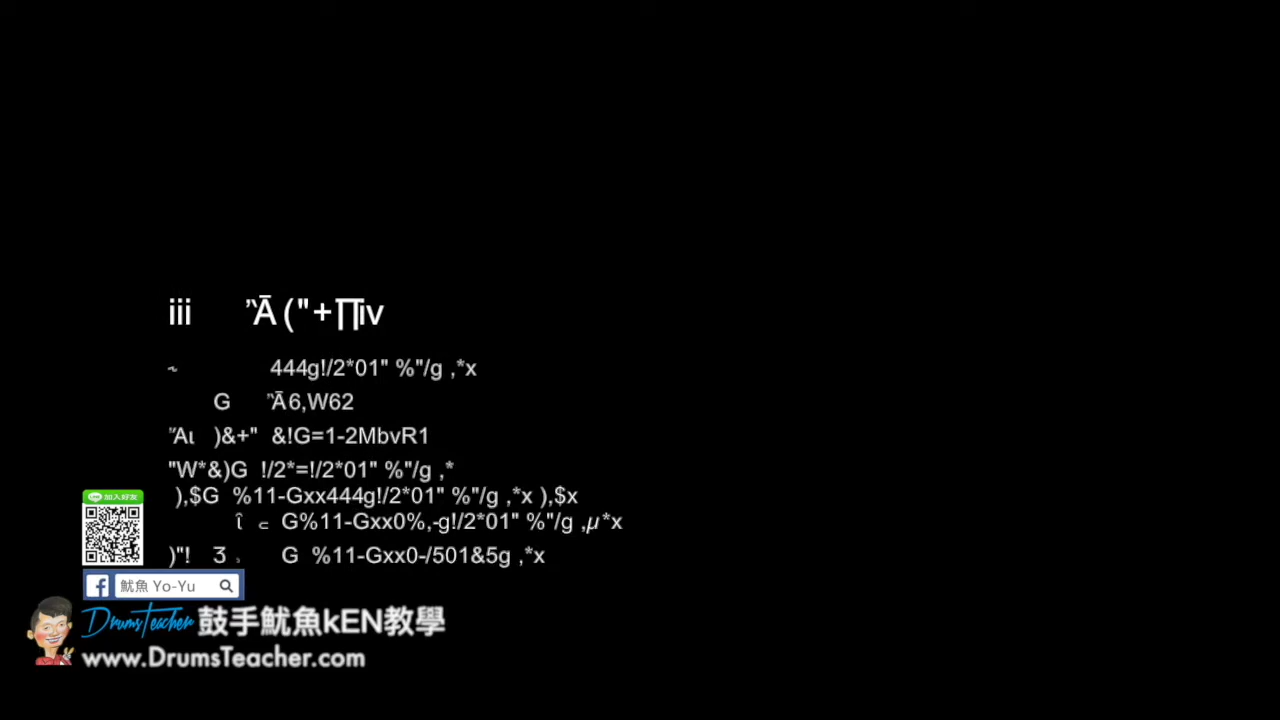 iii ῍Ā ("+∏iv
444g!/2*01" %"/g ,*x
G ῍Ā6,W62
῎Aι )&+" &!G=1-2MbvR1
"W*&)G !/2*=!/2*01" %"/g ,*
),$G %11-Gxx444g!/2*01" %"/g ,*x ),$x
î ⊂ G%11-Gxx0%,-g!/2*01" %"/g ,µ*x
)"! 3 G %11-Gxx0-/501&5g ,*x
加入好友
魷魚 Yo-Yu
DrumsTeacher 鼓手魷魚kEN教學
www.DrumsTeacher.com